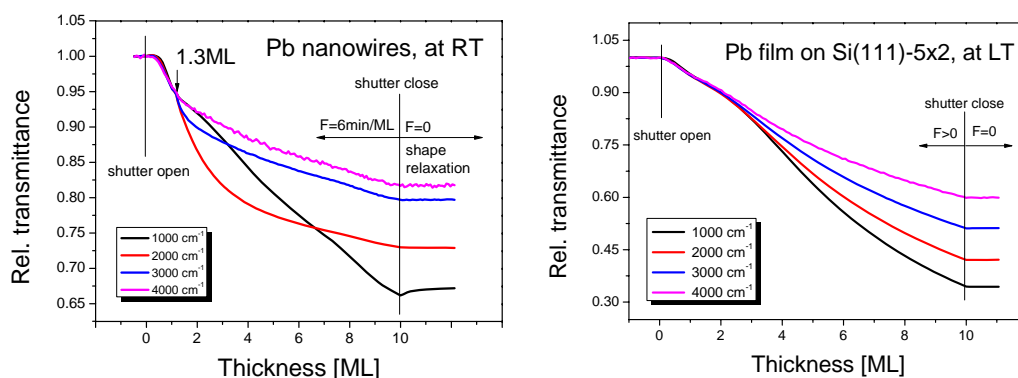 Pb nanowires, at RT
1.3ML
shutter close
F=6min/ML
F=0
shape
relaxation
shutter open
1000 cm-1
2000 cm-1
3000 cm-1
4000 cm-1
Rel. transmittance
1.05
1.00
0.95
0.90
0.85
0.80
0.75
0.70
0.65
0
2
4
6
8
10
12
Thickness [ML]
Pb film on Si(111)-5x2, at LT
shutter close
shutter open
F>0
F=0
1000 cm-1
2000 cm-1
3000 cm-1
4000 cm-1
Rel. transmittance
1.05
0.90
0.75
0.60
0.45
0.30
0
2
4
6
8
10
Thickness [ML]